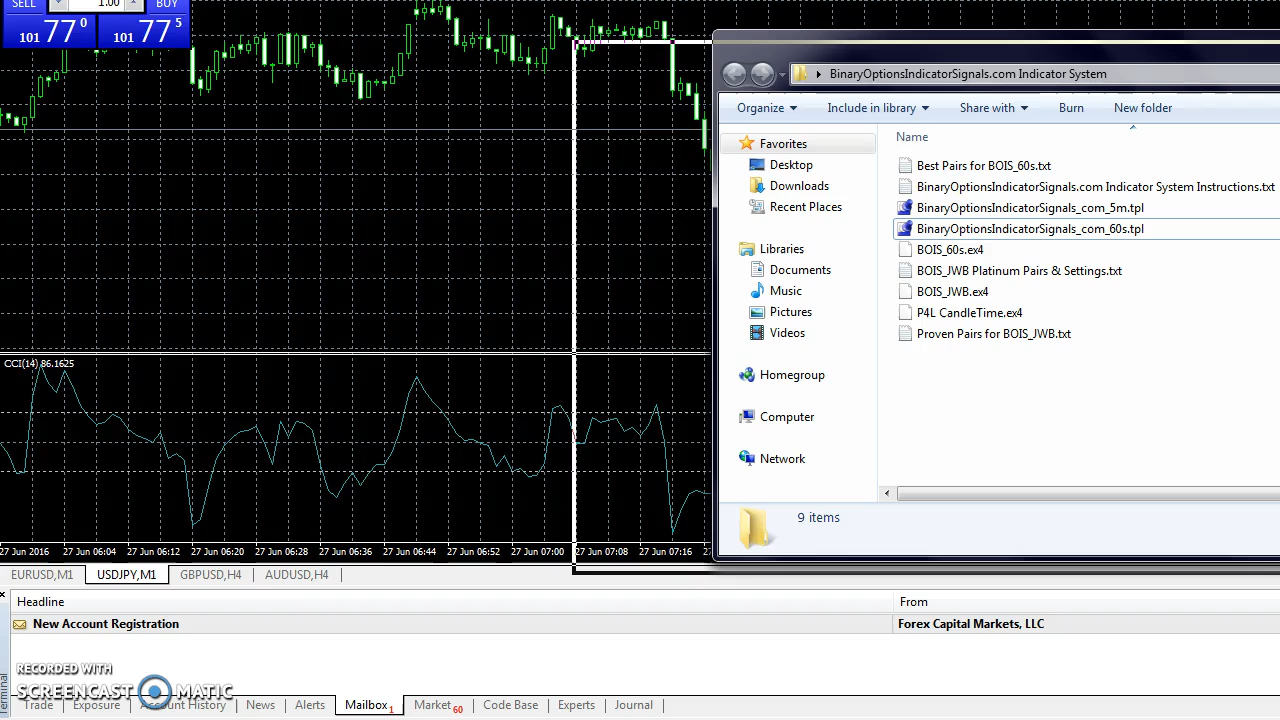 SELL 1.00 BUY
101 77 0 101 77 5
BinaryOptionsIndicatorSignals.com Indicator System
Organize Include in library Share with Burn New folder
Name
Favorites
Desktop
Downloads
Recent Places
Libraries
Documents
Music
Pictures
Videos
Homegroup
Computer
Network
Best Pairs for BOIS_60s.txt
BinaryOptionsIndicatorSignals.com Indicator System Instructions.txt
BinaryOptionsIndicatorSignals_com_5m.tpl
BinaryOptionsIndicatorSignals_com_60s.tpl
BOIS_60s.ex4
BOIS_JWB Platinum Pairs & Settings.txt
BOIS_JWB.ex4
P4L CandleTime.ex4
Proven Pairs for BOIS_JWB.txt
9 items
CCI(14) 86.1625
27 Jun 2016 27 Jun 06:04 27 Jun 06:12 27 Jun 06:20 27 Jun 06:28 27 Jun 06:36 27 Jun 06:44 27 Jun 06:52 27 Jun 07:00 27 Jun 07:08 27 Jun 07:16 27
EURUSD,M1 USDJPY,M1 GBPUSD,H4 AUDUSD,H4
Headline From
New Account Registration Forex Capital Markets, LLC
RECORDED WITH
SCREENCAST MATIC
Terminal
Trade Exposure Account History News Alerts Mailbox 1 Market 60 Code Base Experts Journal